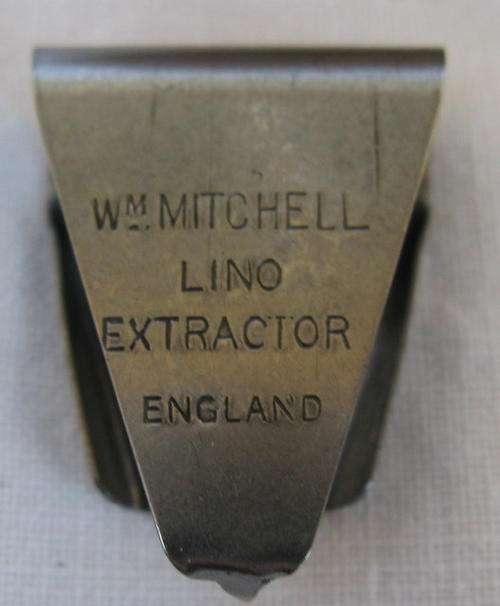 WM MITCHELL
LINO
EXTRACTOR
ENGLAND